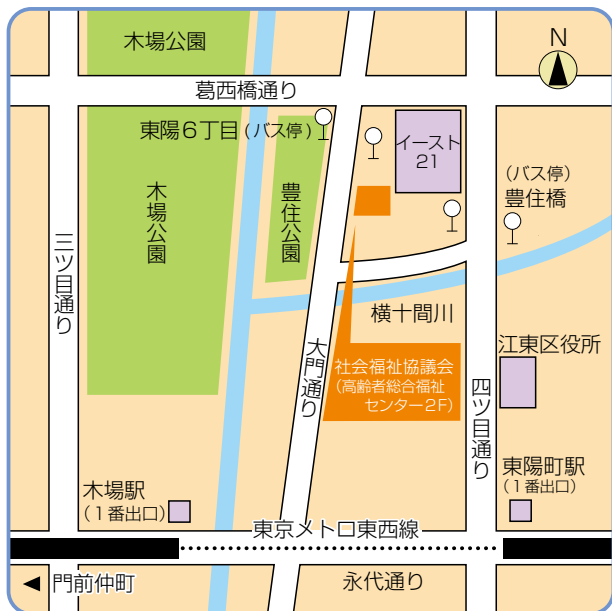 木場公園
N
葛西橋通り
東陽6丁目(バス停)
イースト
21
(バス停)
豊住橋
木場公園
豊住公園
三ツ目通り
横十間川
大門通り
社会福祉協議会
(高齢者総合福祉
センター2F)
江東区役所
四ツ目通り
東陽町駅
(1番出口)
木場駅
(1番出口)
東京メトロ東西線
門前仲町
永代通り